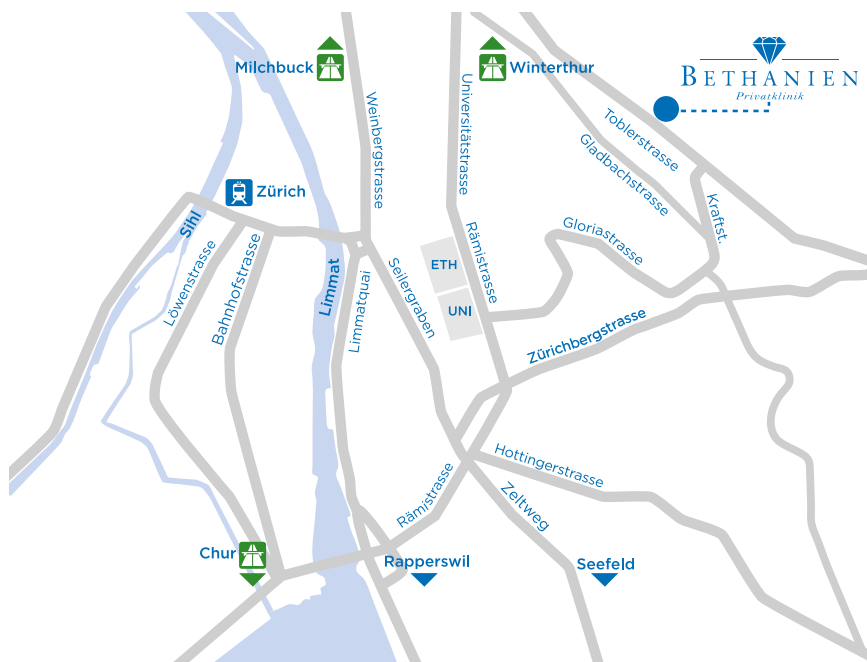 Milchbuck
Winterthur
BETHANIEN
Privatklinik
Weinbergstrasse
Universitätstrasse
Toblerstrasse
Gladbachstrasse
Kraftst.
Zürich
Sihl
Löwenstrasse
Bahnhofstrasse
Limmat
Limmatquai
Seilergraben
ETH
UNI
Rämistrasse
Gloriastrasse
Zürichbergstrasse
Hottingerstrasse
Rämistrasse
Zeltweg
Chur
Rapperswil
Seefeld